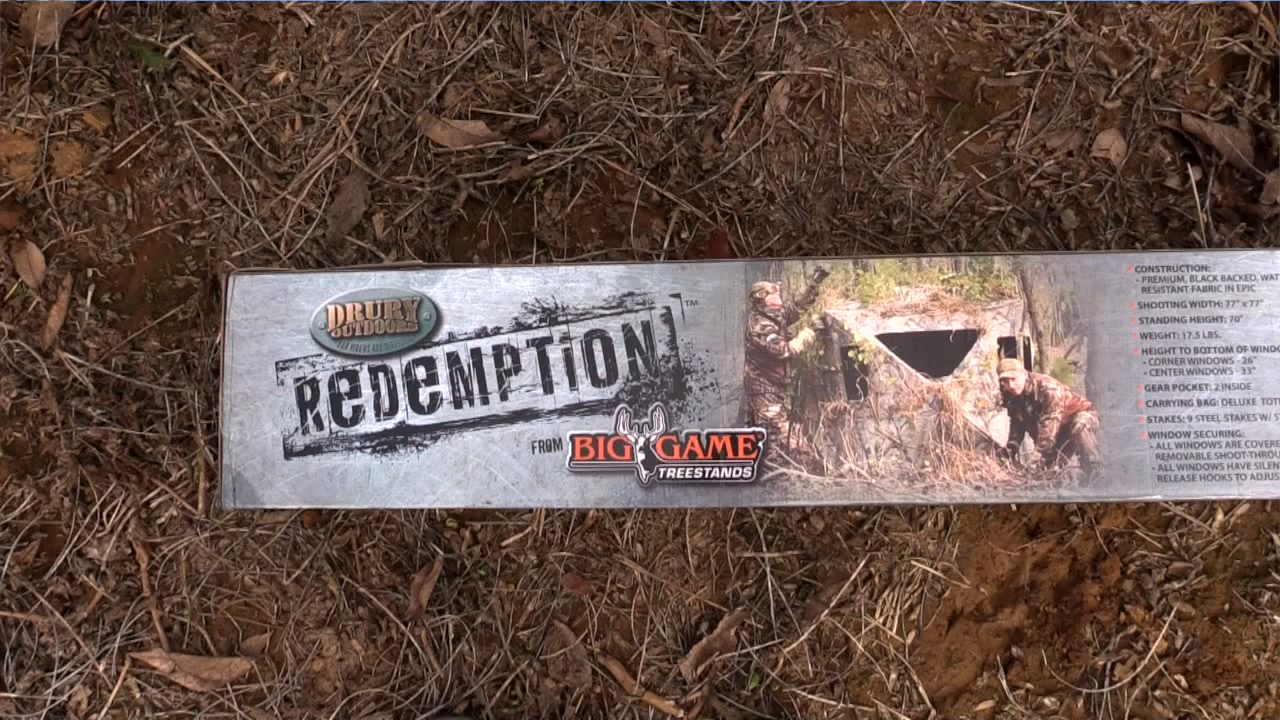 DRURY
OUTDOORS
REDEMPTION™
FROM BIG GAME
TREESTANDS
CONSTRUCTION:
- PREMIUM, BLACK BACKED,
RESISTANT FABRIC IN EPIC
SHOOTING WIDTH: 77" x 77"
STANDING HEIGHT: 70"
WEIGHT: 17.5 LBS.
HEIGHT TO BOTTOM OF
- CORNER WINDOWS - 26"
- CENTER WINDOWS - 33"
GEAR POCKET: 2 INSIDE
CARRYING BAG: DELUXE
STAKES: 9 STEEL STAKES W/
WINDOW SECURING:
- ALL WINDOWS ARE
REMOVABLE
- ALL WINDOWS HAVE
RELEASE HOOKS TO